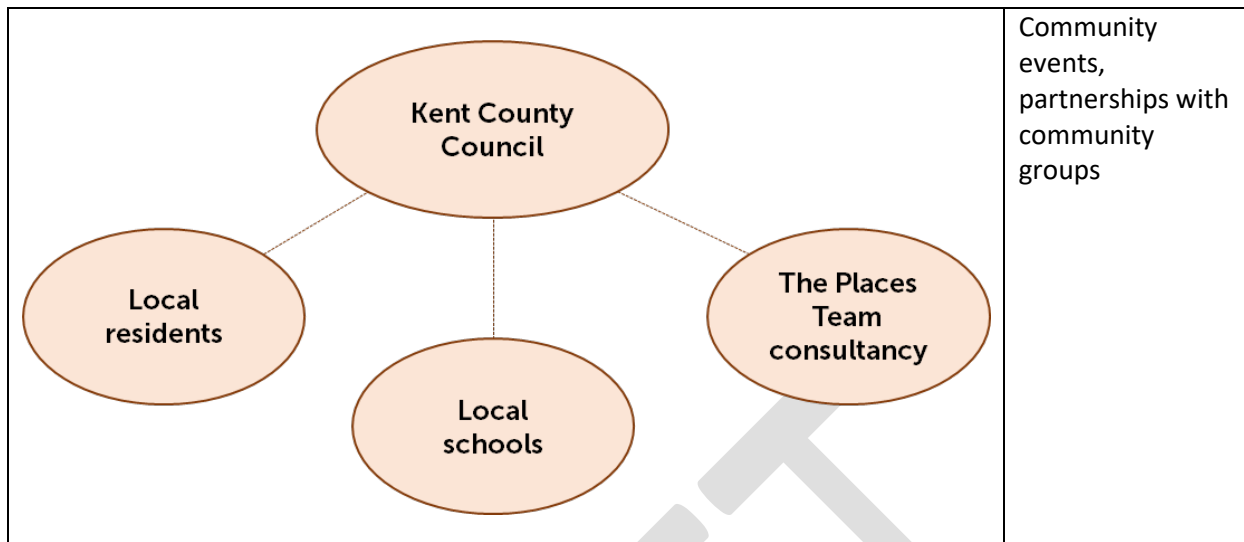 Kent County
Council
Local
residents
Local
schools
The Places
Team
consultancy
Community
events,
partnerships with
community
groups